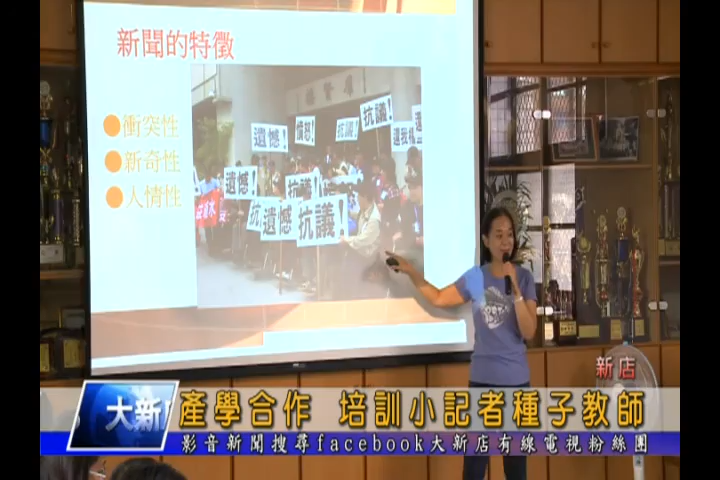 新聞的特徵
衝突性
新奇性
人情性
遺憾!
憤怒!
抗議!
抗議!
遺憾!
抗議!
遺憾!
抗議!
新店
大新
產學合作 培訓小記者種子教師
影音新聞搜尋facebook大新店有線電視粉絲團